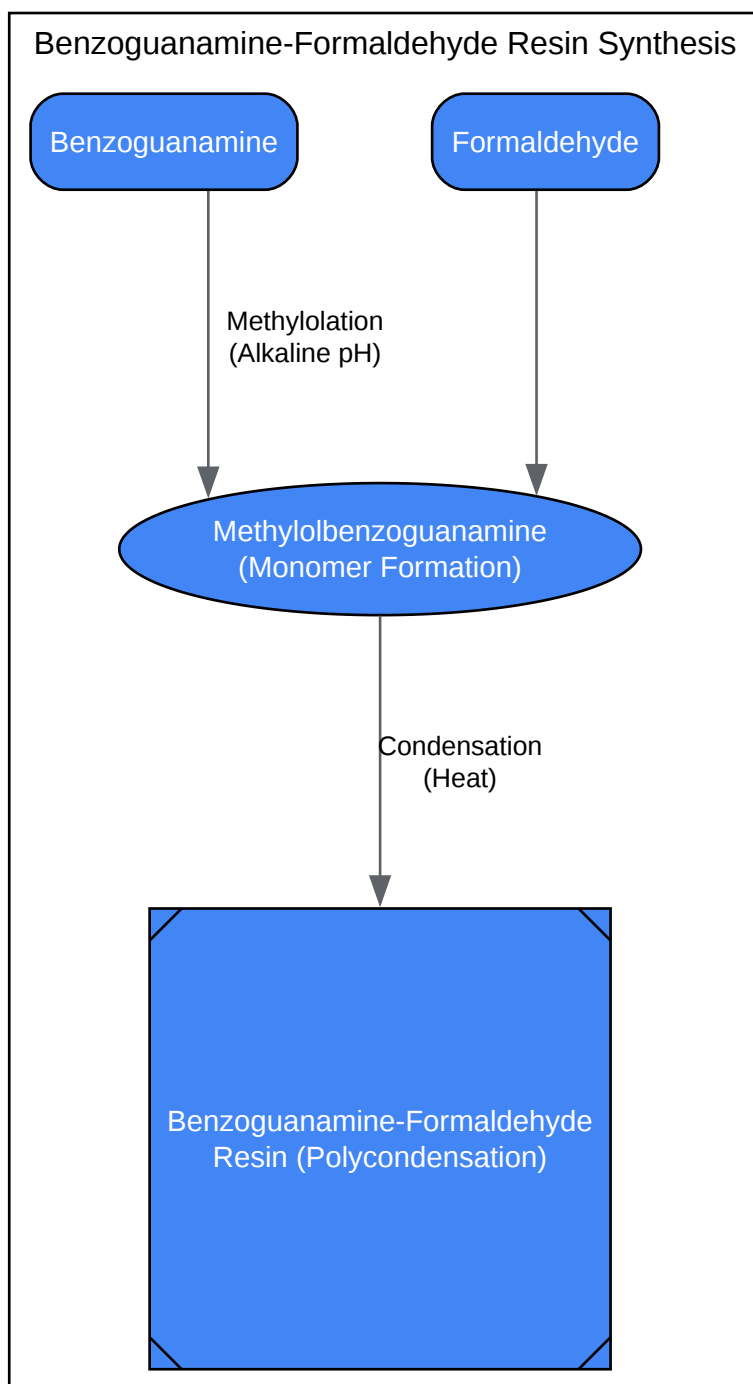 Benzoguanamine-Formaldehyde Resin Synthesis
Benzoguanamine
Formaldehyde
Methylolation
(Alkaline pH)
Methylolbenzoguanamine
(Monomer Formation)
Condensation
(Heat)
Benzoguanamine-Formaldehyde
Resin (Polycondensation)